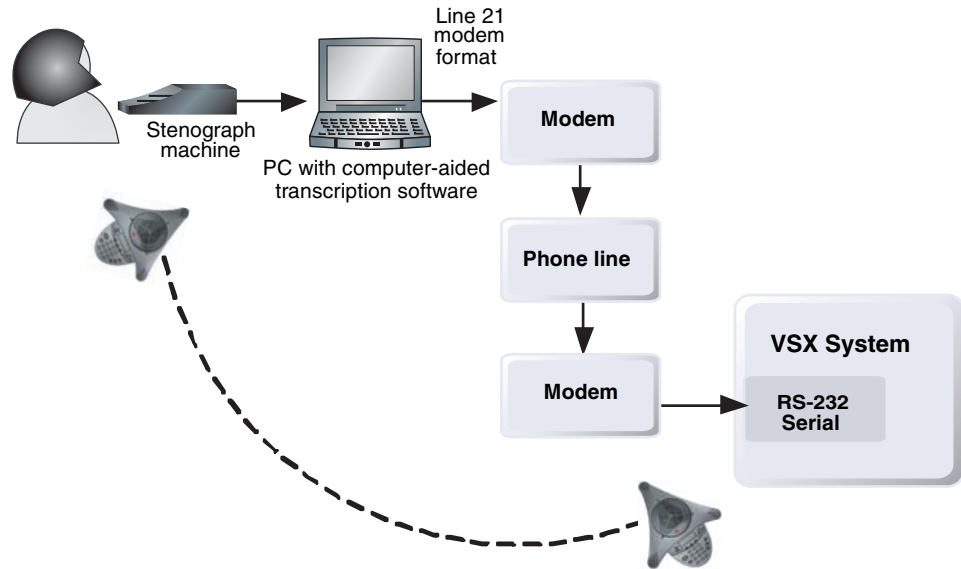 Line 21
modem
format
Stenograph
machine
PC with computer-aided
transcription software
Modem
Phone line
Modem
VSX System
RS-232
Serial